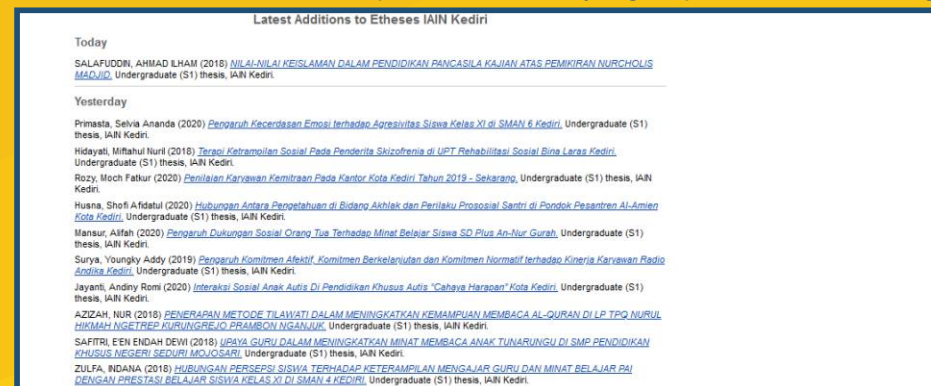 Latest Additions to Etheses IAIN Kediri
Today
SALAFUDDIN, AHMAD ILHAM (2018) NILAI-NILAI KEISLAMAN DALAM PENDIDIKAN PANCASILA KAJIAN ATAS PEMIKIRAN NURCHOLIS
MADJID. Undergraduate (S1) thesis, IAIN Kediri.
Yesterday
Primasta, Selvia Ananda (2020) Pengaruh Kecerdasan Emosi terhadap Agresivitas Siswa Kelas XI di SMAN 6 Kediri. Undergraduate (S1)
thesis, IAIN Kediri.
Hidayati, Miftahul Nuril (2018) Terapi Ketrampilan Sosial Pada Penderita Skizofrenia di UPT Rehabilitasi Sosial Bina Laras Kediri.
Undergraduate (S1) thesis, IAIN Kediri.
Rozy, Moch Fatkur (2020) Penilaian Karyawan Kemitraan Pada Kantor Kota Kediri Tahun 2019 - Sekarang. Undergraduate (S1) thesis, IAIN
Kediri.
Husna, Shofi Afidatul (2020) Hubungan Antara Pengetahuan di Bidang Akhlak dan Perilaku Prososial Santri di Pondok Pesantren Al-Amien
Kota Kediri. Undergraduate (S1) thesis, IAIN Kediri.
Mansur, Alifah (2020) Pengaruh Dukungan Sosial Orang Tua Terhadap Minat Belajar Siswa SD Plus An-Nur Gurah. Undergraduate (S1)
thesis, IAIN Kediri.
Surya, Youngky Addy (2019) Pengaruh Komitmen Afektif, Komitmen Berkelanjutan dan Komitmen Normatif terhadap Kinerja Karyawan Radio
Andika Kediri. Undergraduate (S1) thesis, IAIN Kediri.
Jayanti, Andiny Romi (2020) Interaksi Sosial Anak Autis Di Pendidikan Khusus Autis "Cahaya Harapan" Kota Kediri. Undergraduate (S1)
thesis, IAIN Kediri.
AZIZAH, NUR (2018) PENERAPAN METODE TILAWATI DALAM MENINGKATKAN KEMAMPUAN MEMBACA AL-QURAN DI LP TPQ NURUL
HIKMAH NGETREP KURUNGREJO PRAMBON NGANJUK. Undergraduate (S1) thesis, IAIN Kediri.
SAFITRI, E'EN ENDAH DEWI (2018) UPAYA GURU DALAM MENINGKATKAN MINAT MEMBACA ANAK TUNARUNGU DI SMP PENDIDIKAN
KHUSUS NEGERI SEDURI MOJOSARI. Undergraduate (S1) thesis, IAIN Kediri.
ZULFA, INDANA (2018) HUBUNGAN PERSEPSI SISWA TERHADAP KETERAMPILAN MENGAJAR GURU DAN MINAT BELAJAR PAI
DENGAN PRESTASI BELAJAR SISWA KELAS XI DI SMAN 4 KEDIRI. Undergraduate (S1) thesis, IAIN Kediri.